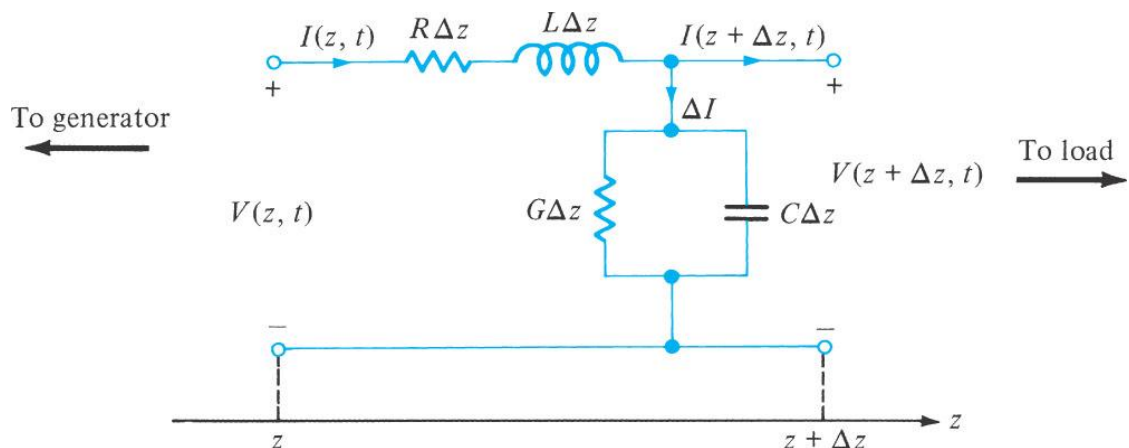 I(z, t) RΔz LΔz I(z + Δz, t)
+ +
To generator ΔI To load
V(z + Δz, t)
V(z, t) GΔz CΔz
− −
z z + Δz z